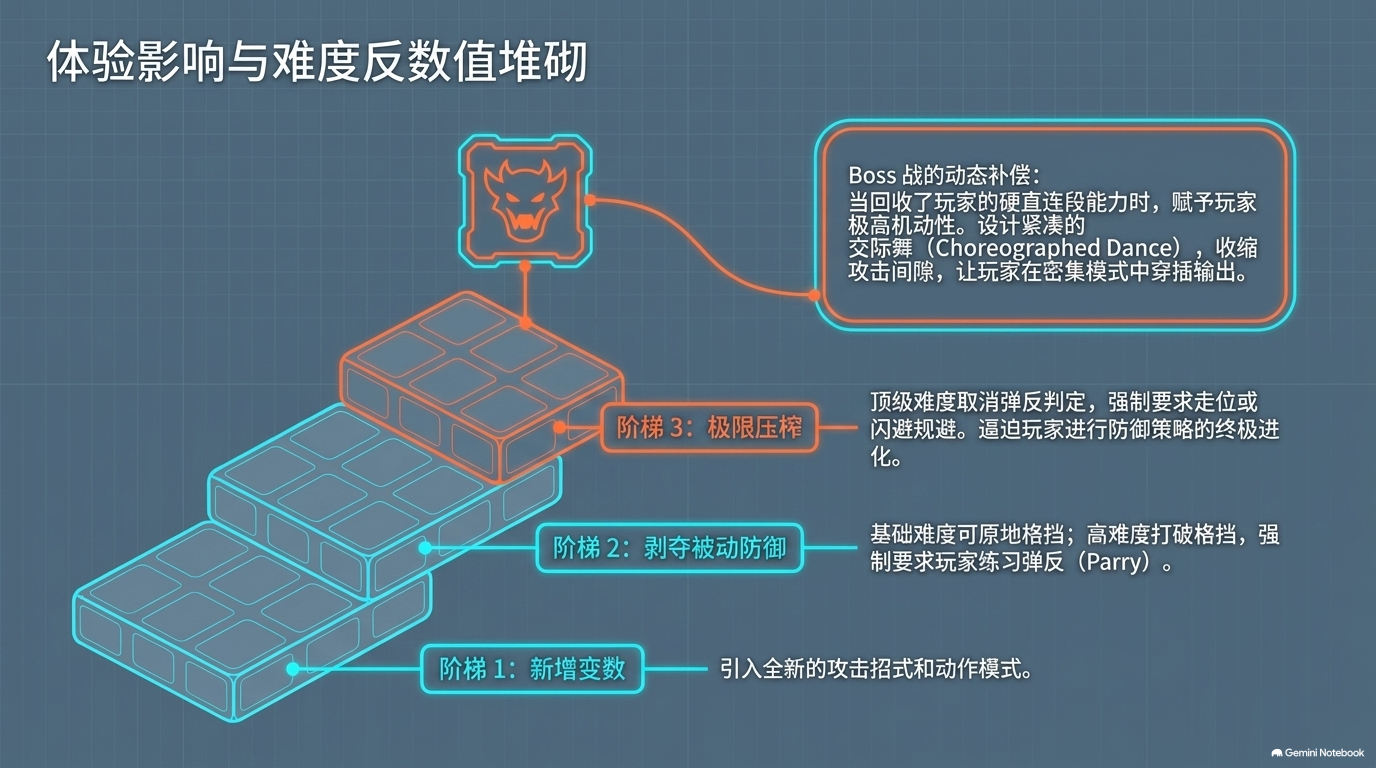 体验影响与难度反数值堆砌
Boss 战的动态补偿：
当回收了玩家的硬直连段能力时，赋予玩家
极高机动性。设计紧凑的
交际舞（Choreographed Dance），收缩
攻击间隙，让玩家在密集模式中穿插输出。
阶梯 3：极限压榨
顶级难度取消弹反判定，强制要求走位或
闪避规避。逼迫玩家进行防御策略的终极进
化。
阶梯 2：剥夺被动防御
基础难度可原地格挡；高难度打破格挡，强
制要求玩家练习弹反（Parry）。
阶梯 1：新增变数
引入全新的攻击招式和动作模式。
Gemini Notebook